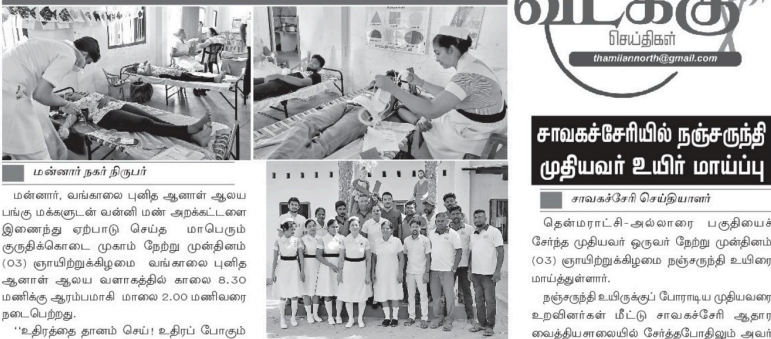 வடக்கு
செய்திகள்
thamilannorth@gmail.com
மன்னார் நகர் நிருபர்
மன்னார், வங்காலை புனித ஆனாள் ஆலய
பங்கு மக்களுடன் வன்னி மண் அறக்கட்டளை
இணைந்து ஏற்பாடு செய்த மாபெரும்
குருதிக்கொடை முகாம் நேற்று முன்தினம்
(03) ஞாயிற்றுக்கிழமை வங்காலை புனித
ஆனாள் ஆலய வளாகத்தில் காலை 8.30
மணிக்கு ஆரம்பமாகி மாலை 2.00 மணிவரை
நடைபெற்றது.
‘‘உதிரத்தை தானம் செய்! உதிரப் போகும்
சாவகச்சேரியில் நஞ்சருந்தி
முதியவர் உயிர் மாய்ப்பு
சாவகச்சேரி செய்தியாளர்
தென்மராட்சி-அல்லாரை பகுதியைச்
சேர்ந்த முதியவர் ஒருவர் நேற்று முன்தினம்
(03) ஞாயிற்றுக்கிழமை நஞ்சருந்தி உயிரை
மாய்த்துள்ளார்.
நஞ்சருந்தி உயிருக்குப் போராடிய முதியவரை
உறவினர்கள் மீட்டு சாவகச்சேரி ஆதார
வைத்தியசாலையில் சேர்த்தபோதிலும் அவர்